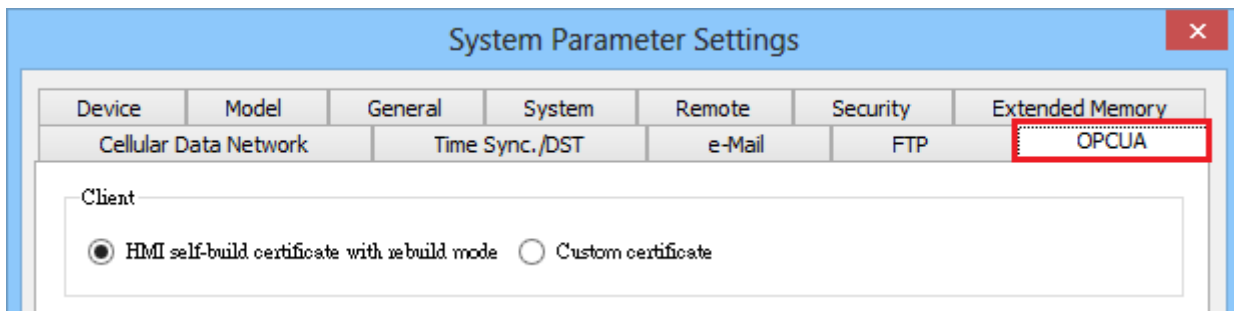 System Parameter Settings
Device Model General System Remote Security Extended Memory
Cellular Data Network Time Sync./DST e-Mail FTP OPCUA
Client
HMI self-build certificate with rebuild mode Custom certificate